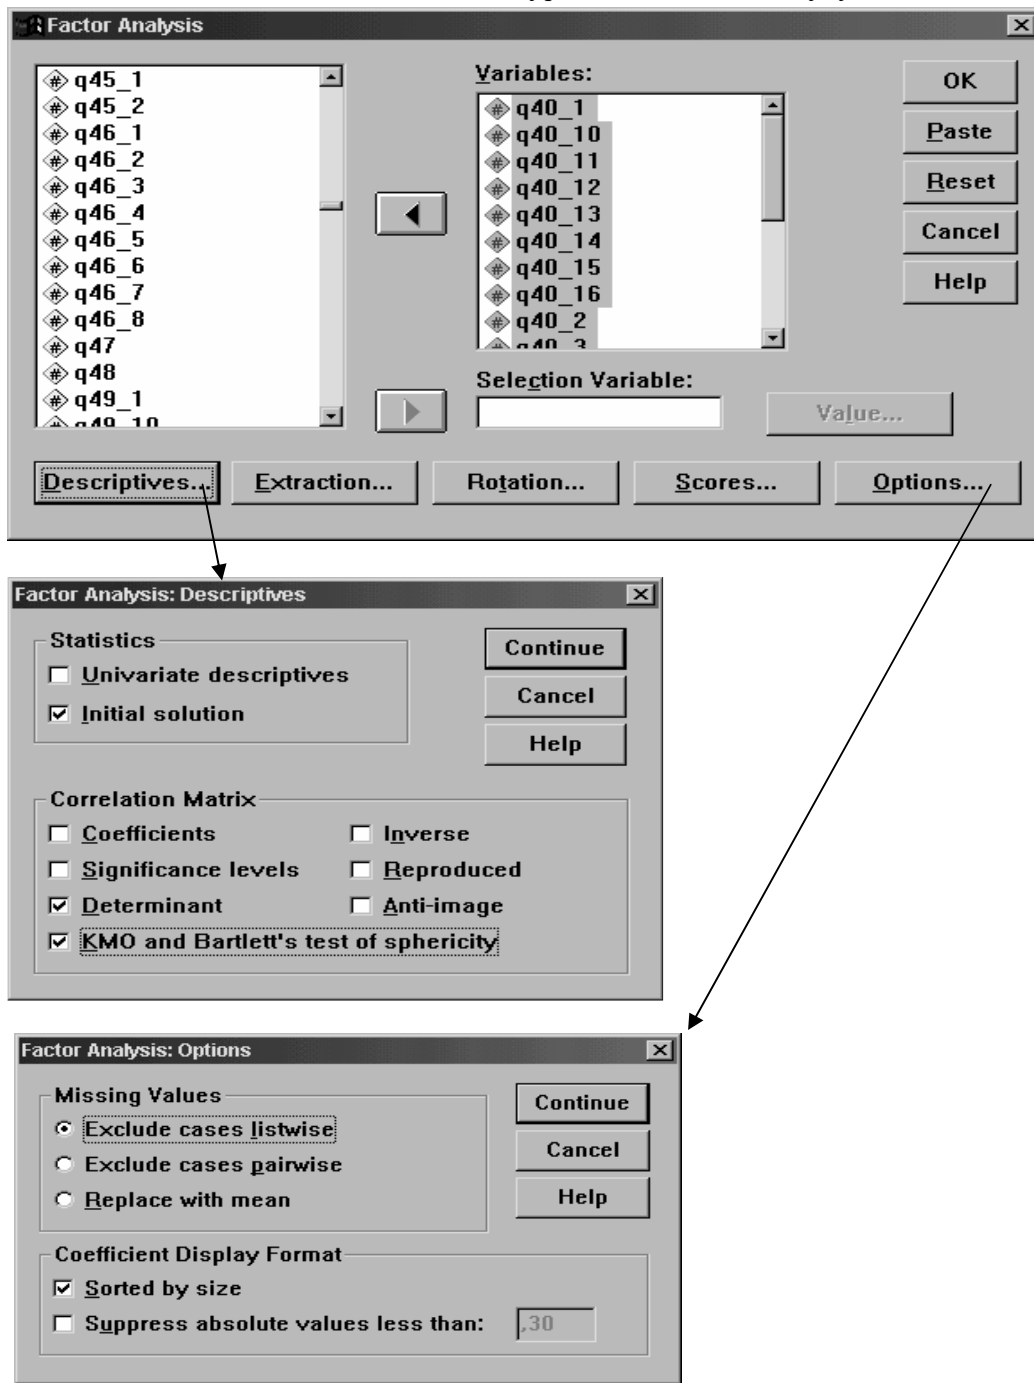 Factor Analysis
q45_1
q45_2
q46_1
q46_2
q46_3
q46_4
q46_5
q46_6
q46_7
q46_8
q47
q48
q49_1
q49_10
Variables:
q40_1
q40_10
q40_11
q40_12
q40_13
q40_14
q40_15
q40_16
q40_2
q40_3
OK
Paste
Reset
Cancel
Help
Selection Variable:
Value...
Descriptives... Extraction... Rotation... Scores... Options...
Factor Analysis: Descriptives
Statistics
Univariate descriptives
Initial solution
Continue
Cancel
Help
Correlation Matrix
Coefficients Inverse
Significance levels Reproduced
Determinant Anti-image
KMO and Bartlett's test of sphericity
Factor Analysis: Options
Missing Values
Exclude cases listwise
Exclude cases pairwise
Replace with mean
Continue
Cancel
Help
Coefficient Display Format
Sorted by size
Suppress absolute values less than: ,30